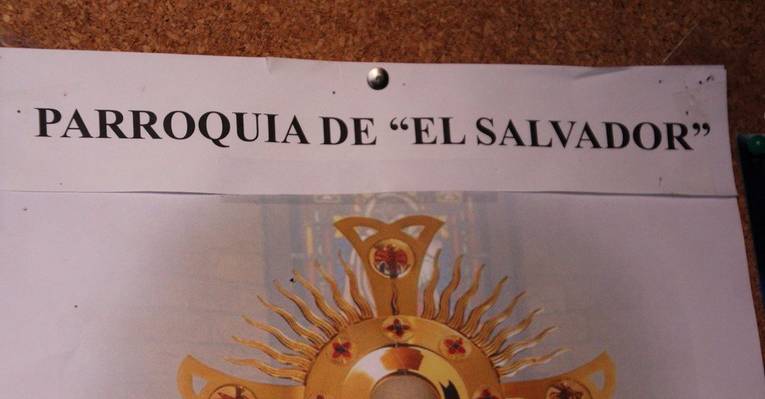 PARROQUIA DE “EL SALVADOR”